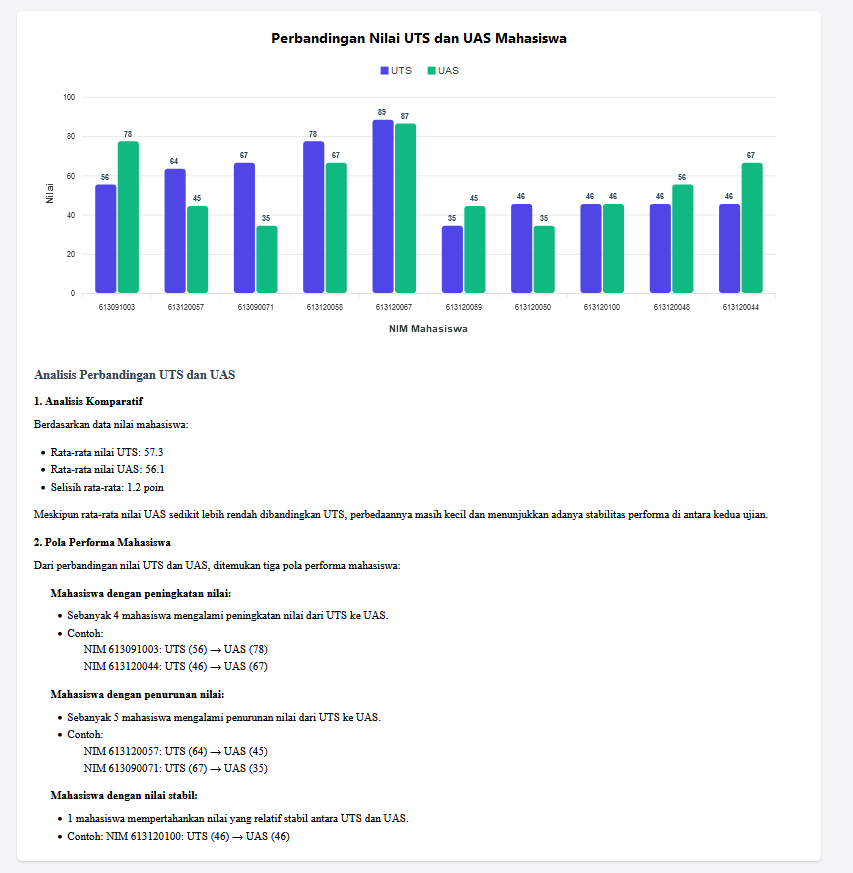 Perbandingan Nilai UTS dan UAS Mahasiswa
UTS UAS
100
80
60
40
20
0
Nilai
56 78 64 45 67 35 78 67 89 87 35 45 46 35 46 46 46 56 46 67
613091003 613120057 613090071 613120058 613120067 613120059 613120050 613120100 613120048 613120044
NIM Mahasiswa
Analisis Perbandingan UTS dan UAS
1. Analisis Komparatif
Berdasarkan data nilai mahasiswa:
• Rata-rata nilai UTS: 57.3
• Rata-rata nilai UAS: 56.1
• Selisih rata-rata: 1.2 poin
Meskipun rata-rata nilai UAS sedikit lebih rendah dibandingkan UTS, perbedaannya masih kecil dan menunjukkan adanya stabilitas performa di antara kedua ujian.
2. Pola Performa Mahasiswa
Dari perbandingan nilai UTS dan UAS, ditemukan tiga pola performa mahasiswa:
Mahasiswa dengan peningkatan nilai:
• Sebanyak 4 mahasiswa mengalami peningkatan nilai dari UTS ke UAS.
• Contoh:
NIM 613091003: UTS (56) → UAS (78)
NIM 613120044: UTS (46) → UAS (67)
Mahasiswa dengan penurunan nilai:
• Sebanyak 5 mahasiswa mengalami penurunan nilai dari UTS ke UAS.
• Contoh:
NIM 613120057: UTS (64) → UAS (45)
NIM 613090071: UTS (67) → UAS (35)
Mahasiswa dengan nilai stabil:
• 1 mahasiswa mempertahankan nilai yang relatif stabil antara UTS dan UAS.
• Contoh: NIM 613120100: UTS (46) → UAS (46)